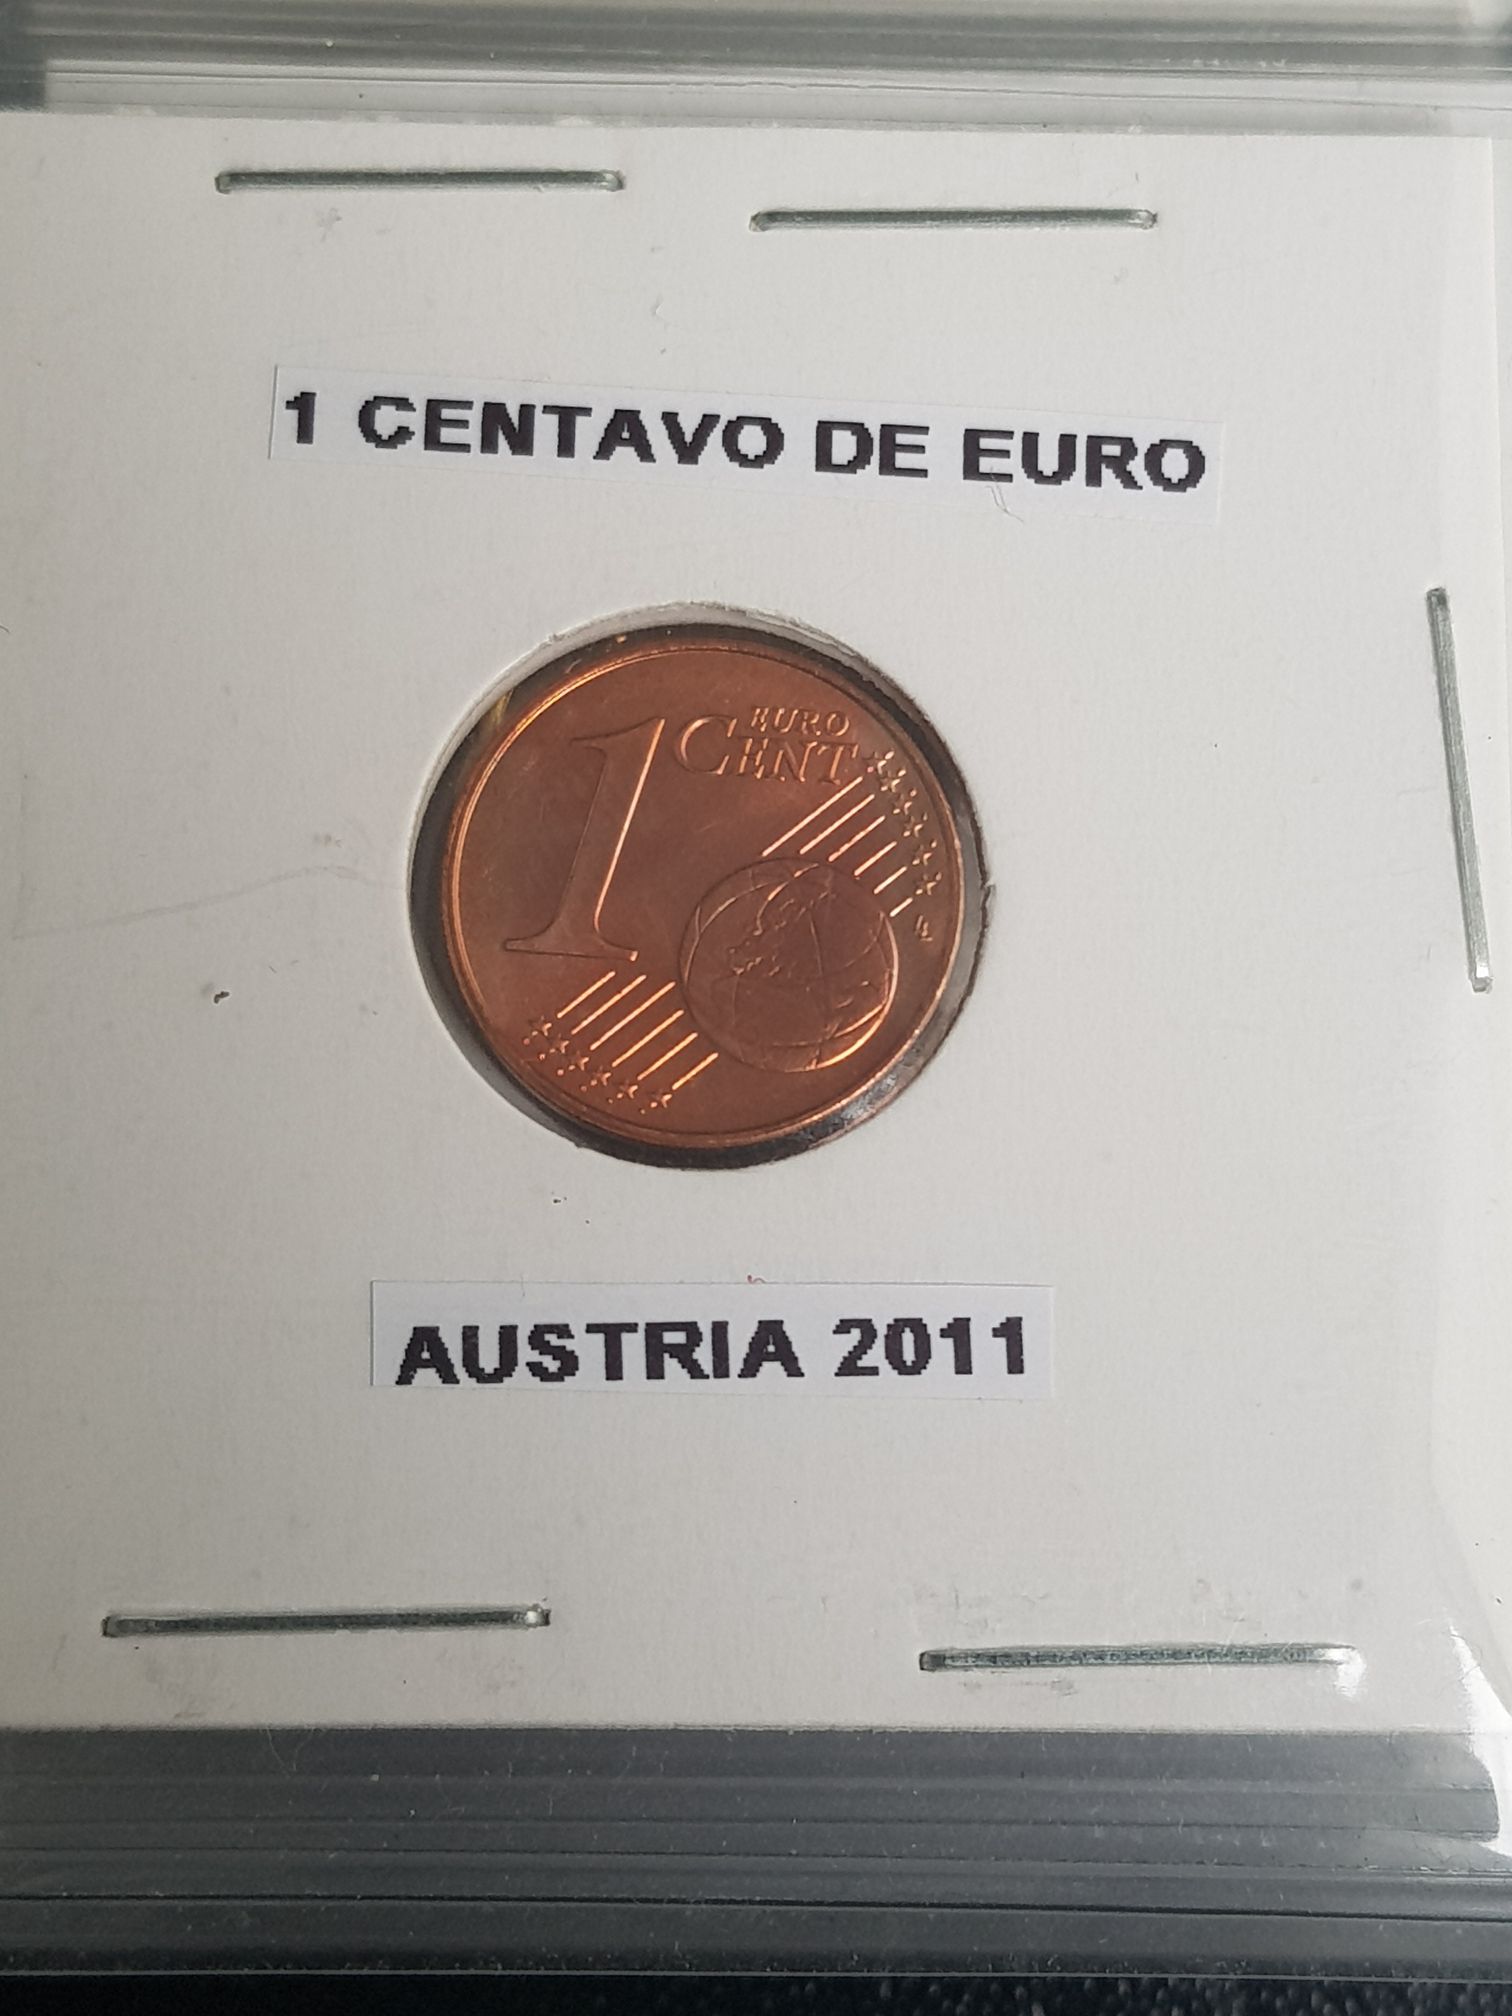 1 CENTAVO DE EURO
1 EURO
CENT
AUSTRIA 2011